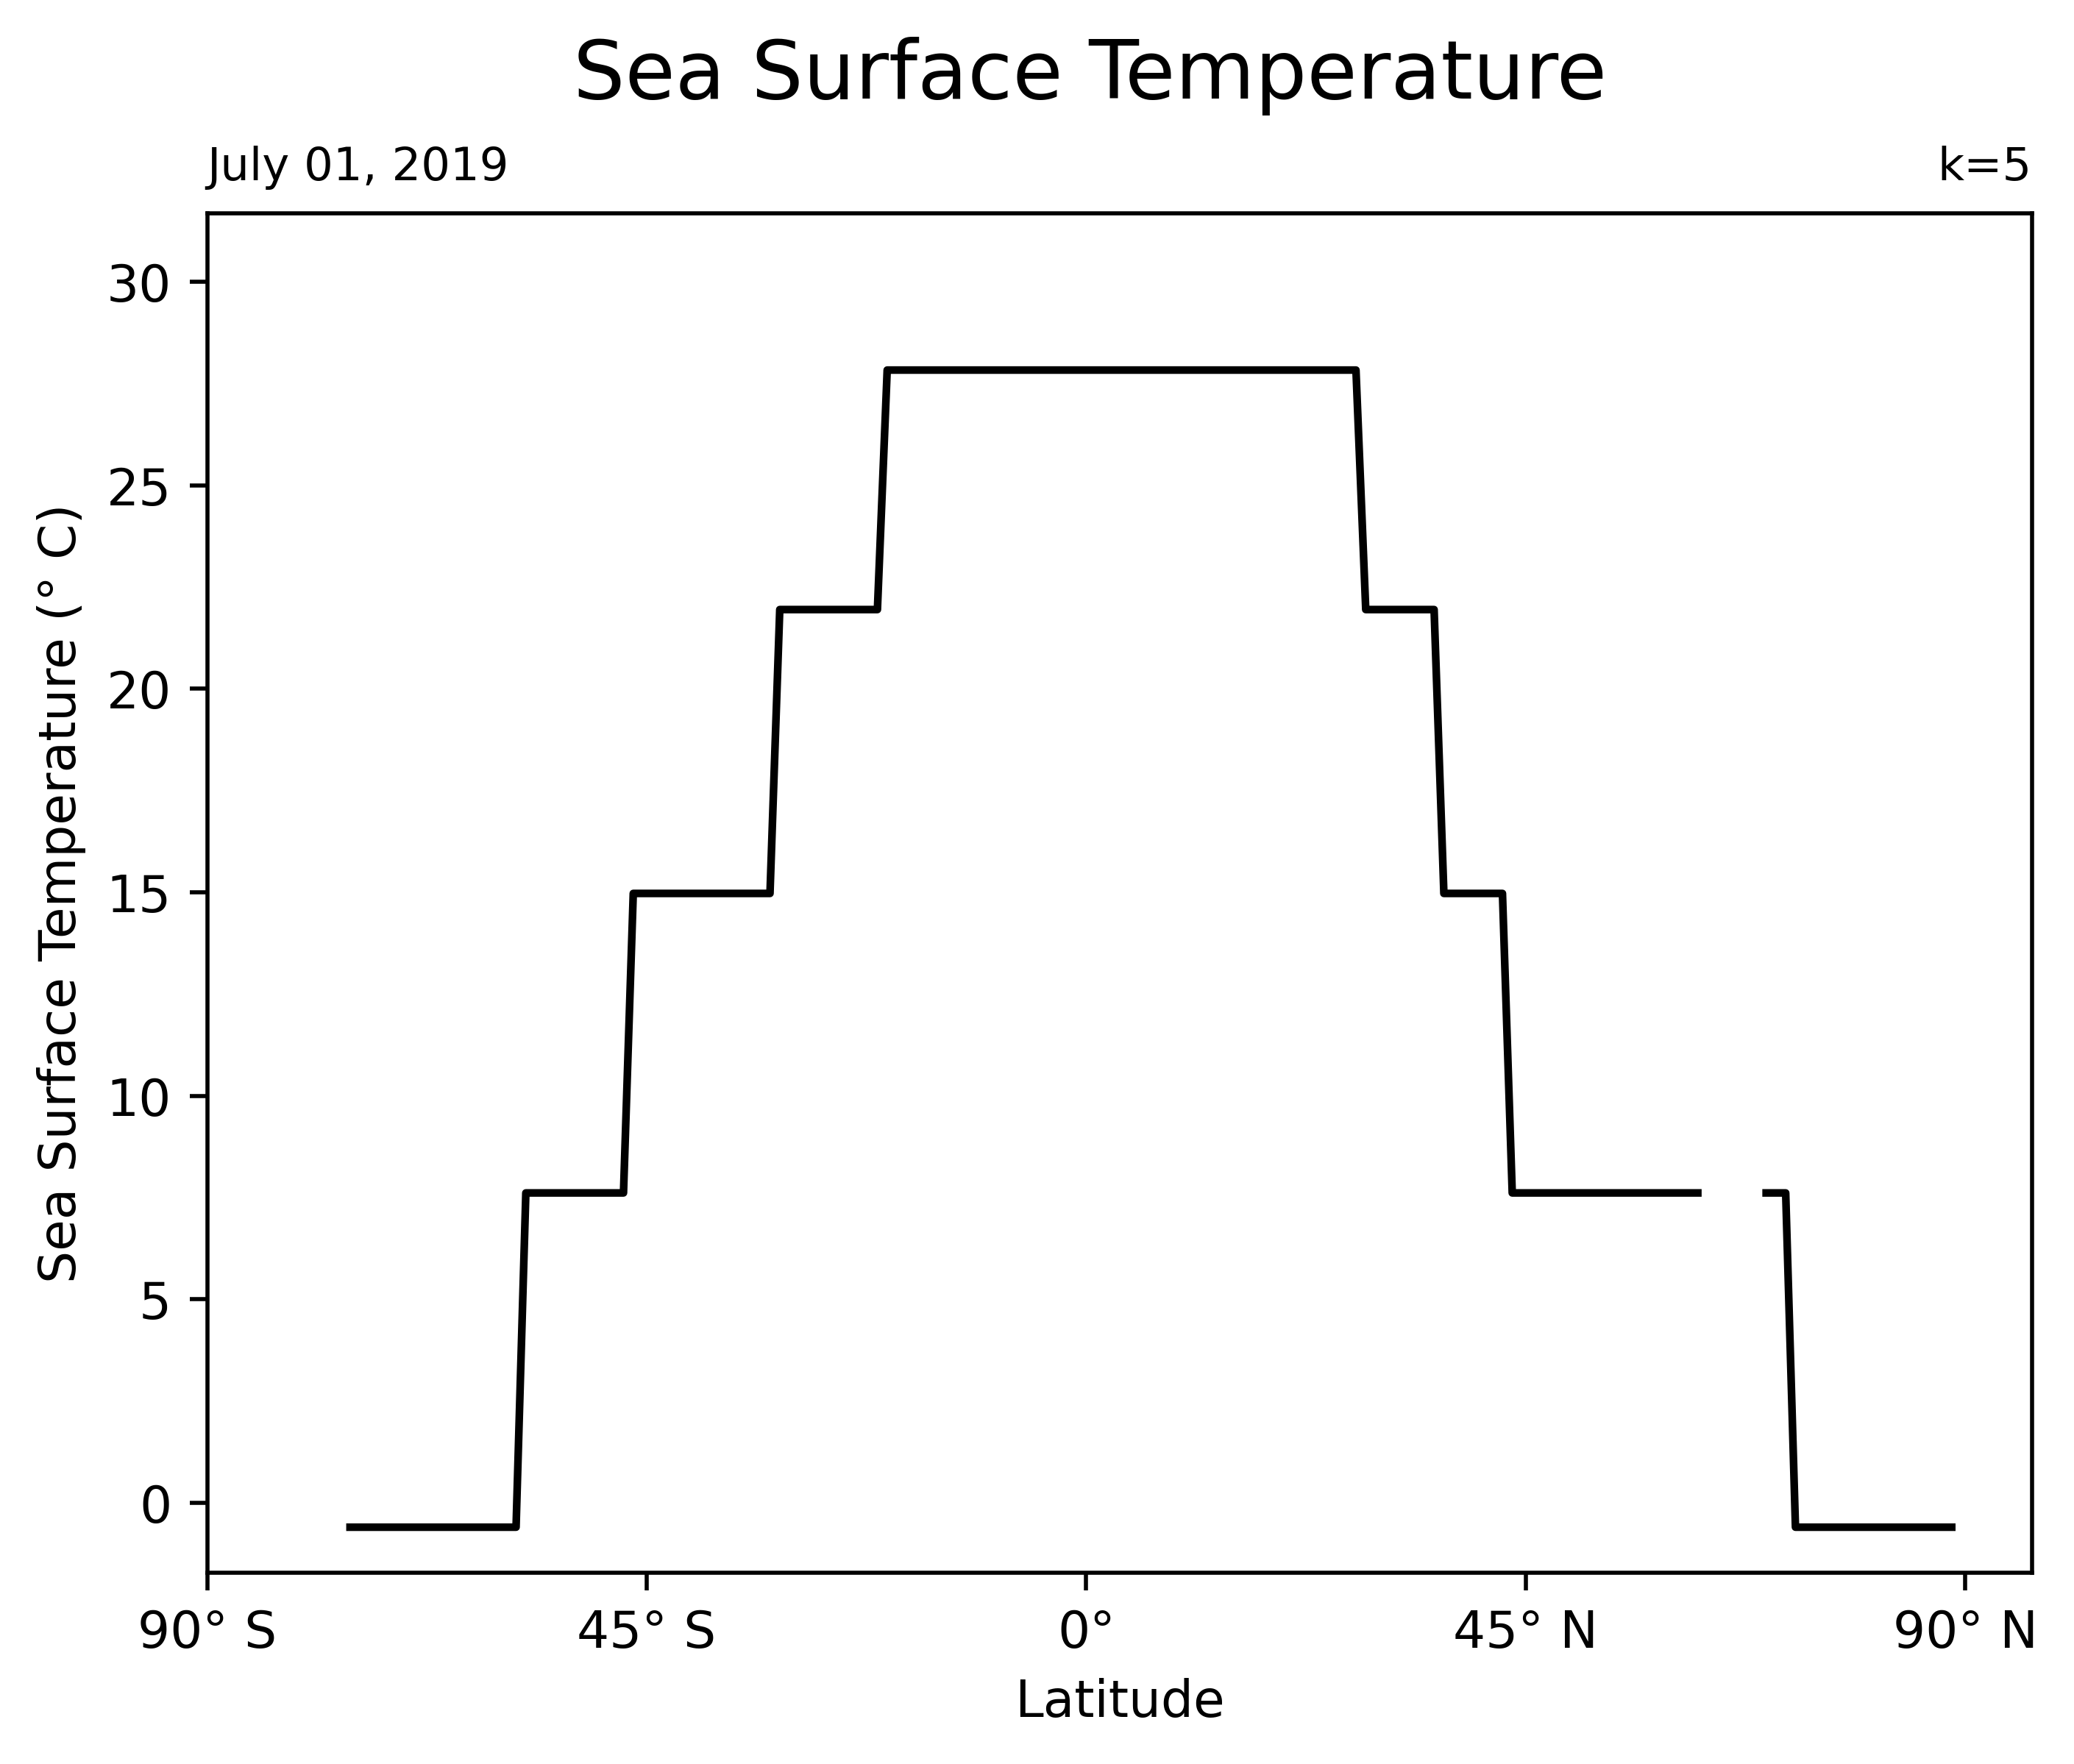 Sea Surface Temperature
July 01, 2019
k=5
Sea Surface Temperature (° C)
30
25
20
15
10
5
0
90° S
45° S
0°
45° N
90° N
Latitude